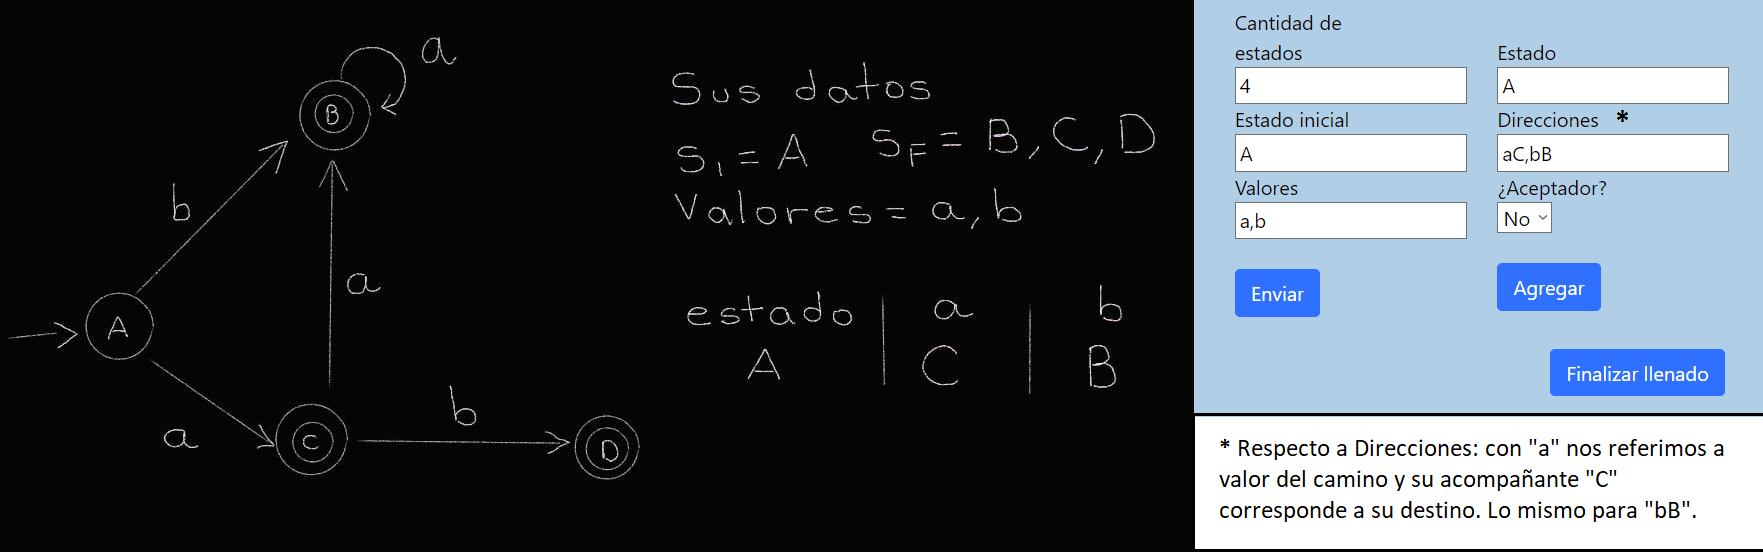 a
B
b
a
A
b
a
C
D
Sus datos
S₁ = A   S_F = B, C, D
Valores = a, b
estado | a | b
A | C | B
Cantidad de
estados
4
Estado inicial
A
Valores
a,b
Enviar
Estado
A
Direcciones *
aC,bB
¿Aceptador?
No
Agregar
Finalizar llenado
* Respecto a Direcciones: con "a" nos referimos a
valor del camino y su acompañante "C"
corresponde a su destino. Lo mismo para "bB".